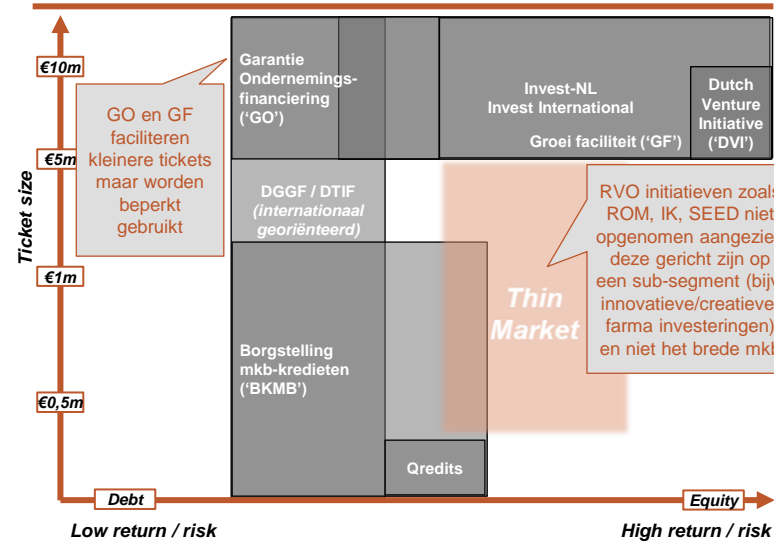 €10m
€5m
€1m
€0,5m
Ticket size
GO en GF
faciliteren
kleinere tickets
maar worden
beperkt
gebruikt
Garantie
Ondernemings-
financiering
(‘GO’)
Invest-NL
Invest International
Groei faciliteit (‘GF’)
Dutch
Venture
Initiative
(‘DVI’)
DGGF / DTIF
(internationaal
georiënteerd)
RVO initiatieven zoals
ROM, IK, SEED niet
opgenomen aangezie
deze gericht zijn op
een sub-segment (bijv
innovatieve/creatieve
farma investeringen)
en niet het brede mkb
Thin
Market
Borgstelling
mkb-kredieten
(‘BKMB’)
Qredits
Debt
Equity
Low return / risk
High return / risk